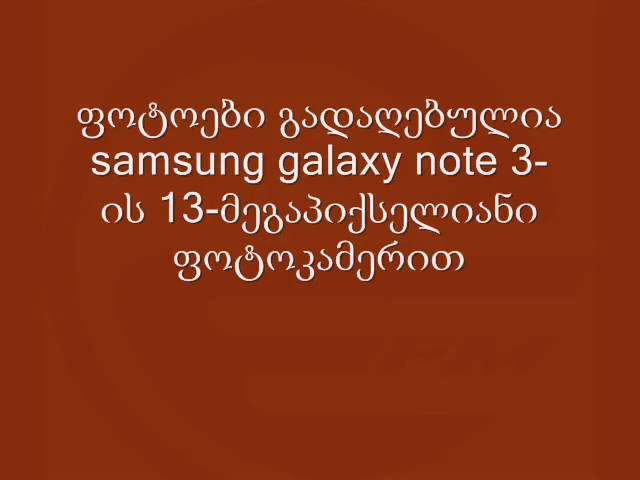 ფოტოები გადაღებულია
samsung galaxy note 3-
ის 13-მეგაპიქსელიანი
ფოტოკამერით